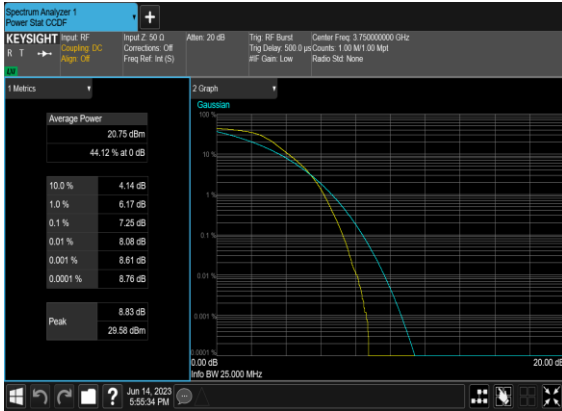 Spectrum Analyzer 1
Power Stat CCDF
KEYSIGHT
R T
Input: RF
Coupling: DC
Align: Off
Input Z: 50 Ω
Corrections: Off
Freq Ref: Int (S)
Atten: 20 dB
Trig: RF Burst
Trig Delay: 500.0 µs
#IF Gain: Low
Center Freq: 3.750000000 GHz
Counts: 1.00 M/1.00 Mpt
Radio Std: None
1 Metrics
Average Power
20.75 dBm
44.12 % at 0 dB
10.0 % 4.14 dB
1.0 % 6.17 dB
0.1 % 7.25 dB
0.01 % 8.08 dB
0.001 % 8.61 dB
0.0001 % 8.76 dB
Peak
8.83 dB
29.58 dBm
2 Graph
Gaussian
100 %
10 %
1 %
0.1 %
0.01 %
0.001 %
0.0001 %
0.00 dB
20.00 dB
Info BW 25.000 MHz
?
Jun 14, 2023
5:55:34 PM